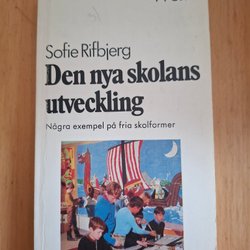 Sofie Rifbjerg
Den nya skolans
utveckling
Några exempel på fria skolformer